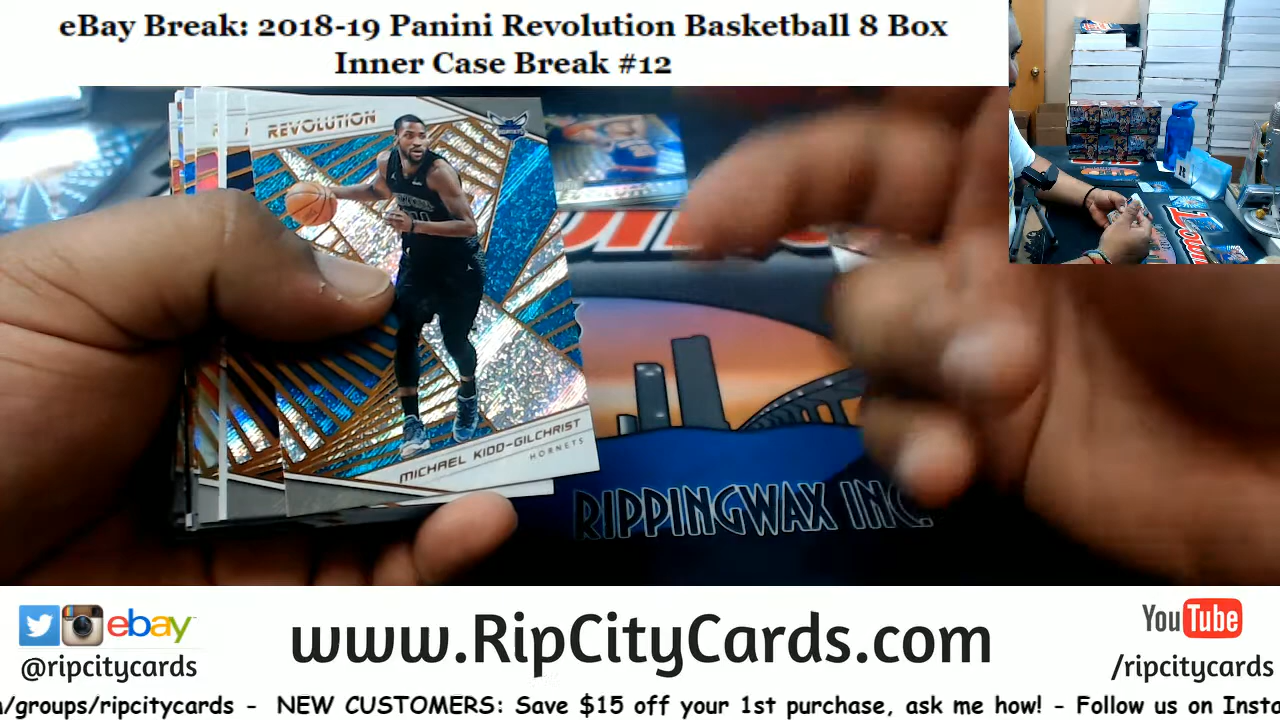 eBay Break: 2018-19 Panini Revolution Basketball 8 Box
Inner Case Break #12
REVOLUTION
MICHAEL KIDD-GILCHRIST
HORNETS
RIPPINGWAX INC.
ebay
@ripcitycards
www.RipCityCards.com
YouTube
/ripcitycards
/groups/ripcitycards - NEW CUSTOMERS: Save $15 off your 1st purchase, ask me how! - Follow us on Insta